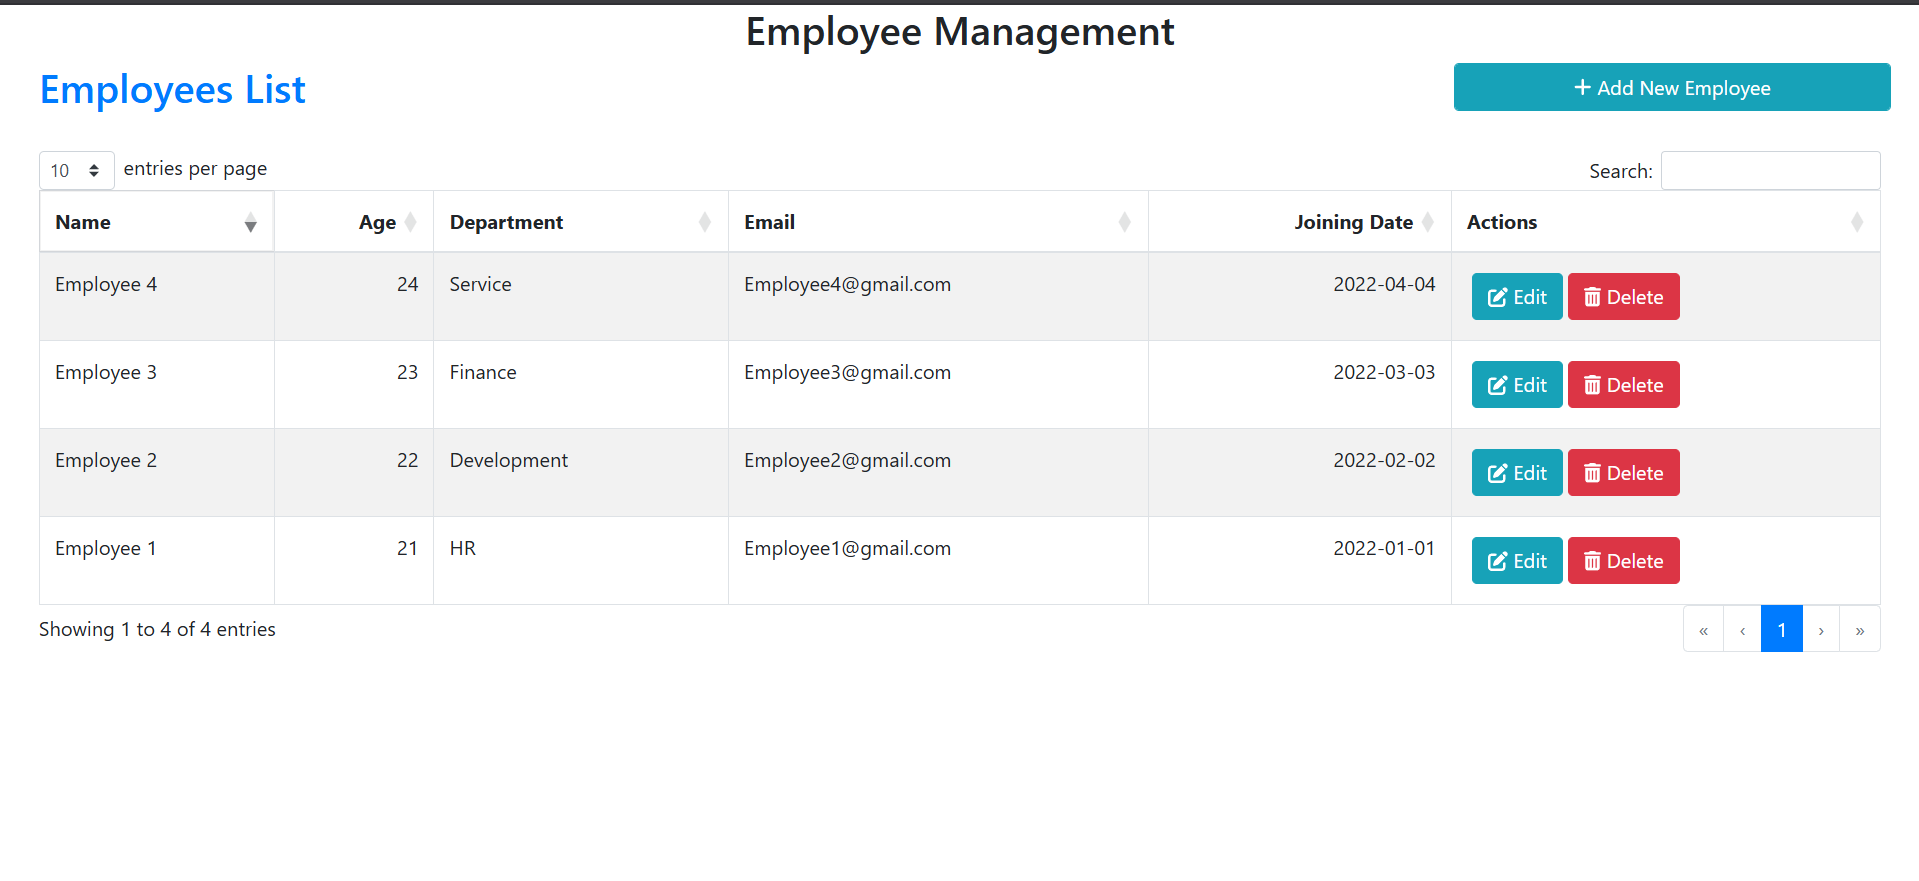 Employee Management
Employees List
+ Add New Employee
10 entries per page
Search:
Name Age Department Email Joining Date Actions
Employee 4 24 Service Employee4@gmail.com 2022-04-04 Edit Delete
Employee 3 23 Finance Employee3@gmail.com 2022-03-03 Edit Delete
Employee 2 22 Development Employee2@gmail.com 2022-02-02 Edit Delete
Employee 1 21 HR Employee1@gmail.com 2022-01-01 Edit Delete
Showing 1 to 4 of 4 entries
« ‹ 1 › »